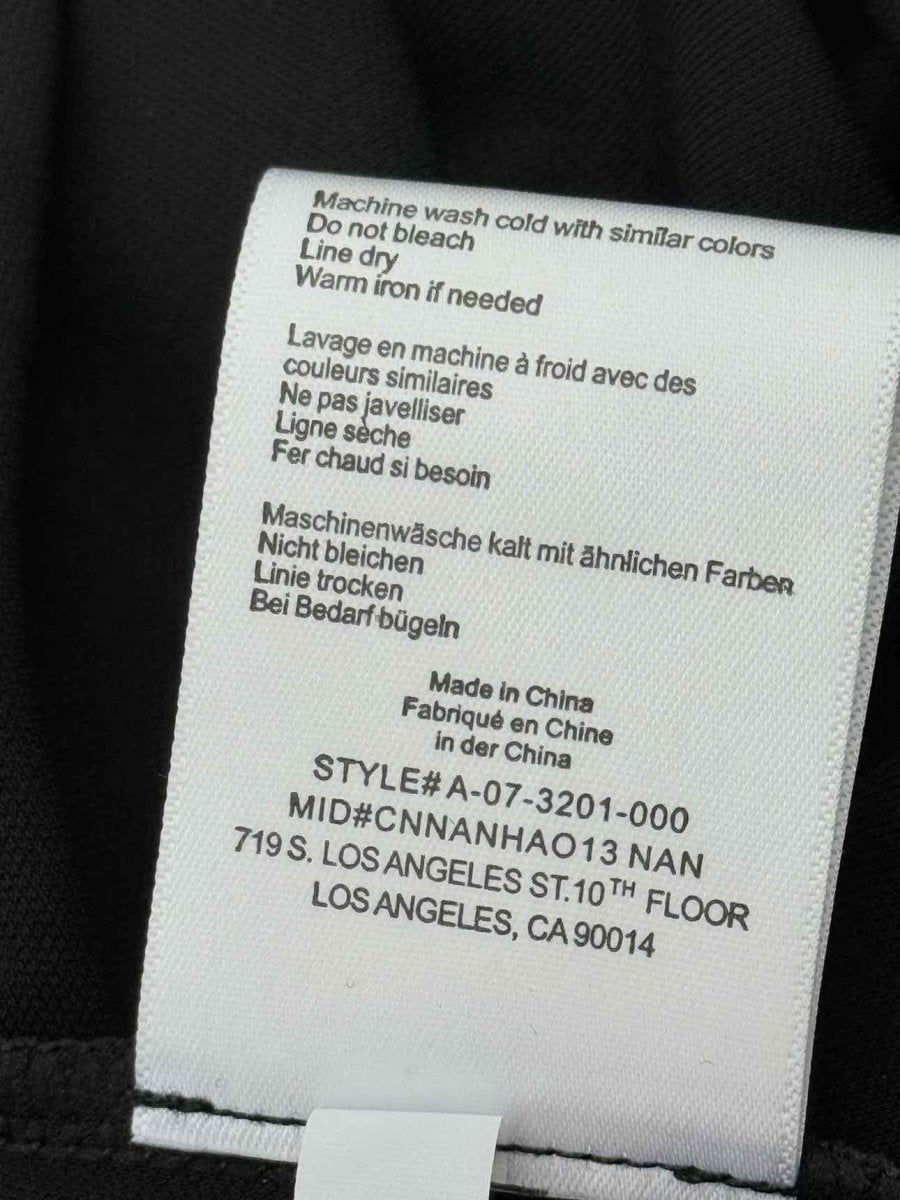 Machine wash cold with similar colors
Do not bleach
Line dry
Warm iron if needed
Lavage en machine à froid avec des
couleurs similaires
Ne pas javelliser
Ligne sèche
Fer chaud si besoin
Maschinenwäsche kalt mit ähnlichen Farben
Nicht bleichen
Linie trocken
Bei Bedarf bügeln
Made in China
Fabriqué en Chine
in der China
STYLE# A-07-3201-000
MID#CNNANHAO13 NAN
719 S. LOS ANGELES ST.10TH FLOOR
LOS ANGELES, CA 90014